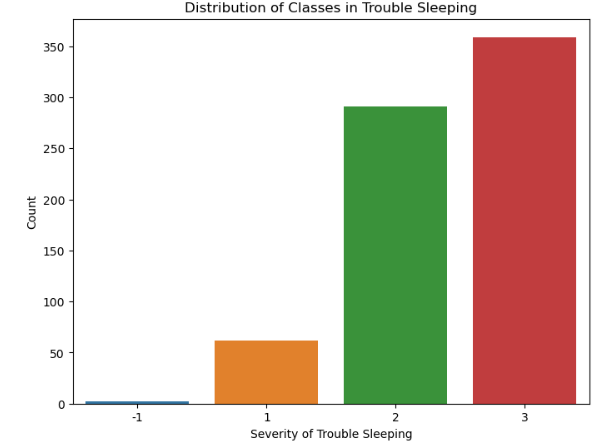 Distribution of Classes in Trouble Sleeping
350
300
250
200
150
100
50
0
Count
-1 1 2 3
Severity of Trouble Sleeping